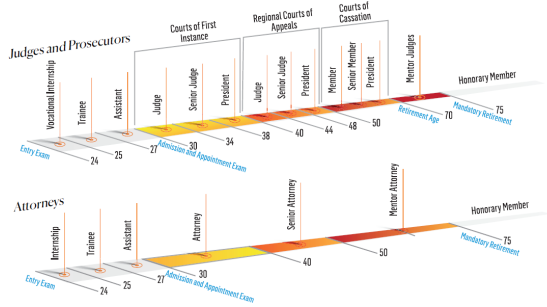 Judges and Prosecutors
Courts of First
Instance
Regional Courts of
Appeals
Courts of
Cassation
Vocational Internship
Trainee
Assistant
Judge
Senior Judge
President
Judge
Senior Judge
President
Member
Senior Member
President
Mentor Judges
Honorary Member
Entry Exam
24
25
27
Admission and Appointment Exam
30
34
38
40
44
48
50
Retirement Age
70
Mandatory Retirement
75
Attorneys
Internship
Trainee
Assistant
Attorney
Senior Attorney
Mentor Attorney
Honorary Member
Entry Exam
24
25
27
Admission and Appointment Exam
30
40
50
Mandatory Retirement
75